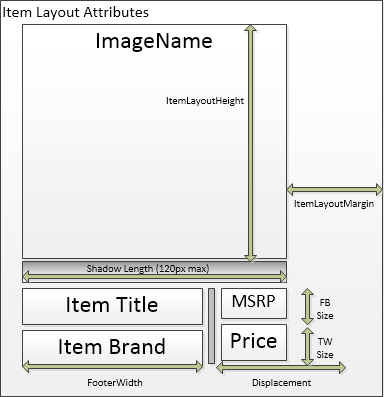 Item Layout Attributes
ImageName
ItemLayoutHeight
ItemLayoutMargin
Shadow Length (120px max)
Item Title
MSRP
FB
Size
Item Brand
Price
TW
Size
FooterWidth
Displacement